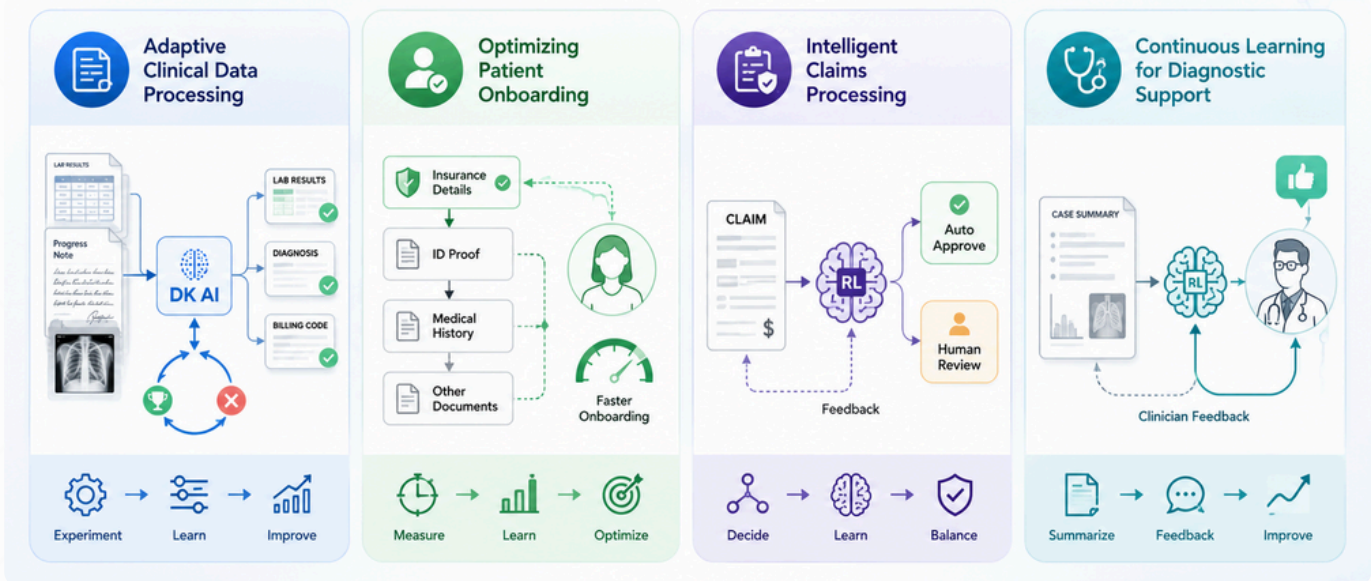 Adaptive
Clinical Data
Processing
LAB RESULTS
Progress
Note
DK AI
LAB RESULTS
DIAGNOSIS
BILLING CODE
Experiment
Learn
Improve
Optimizing
Patient
Onboarding
Insurance
Details
ID Proof
Medical
History
Other
Documents
Faster
Onboarding
Measure
Learn
Optimize
Intelligent
Claims
Processing
CLAIM
$
RL
Auto
Approve
Human
Review
Feedback
Decide
Learn
Balance
Continuous Learning
for Diagnostic
Support
CASE SUMMARY
RL
Clinician Feedback
Summarize
Feedback
Improve